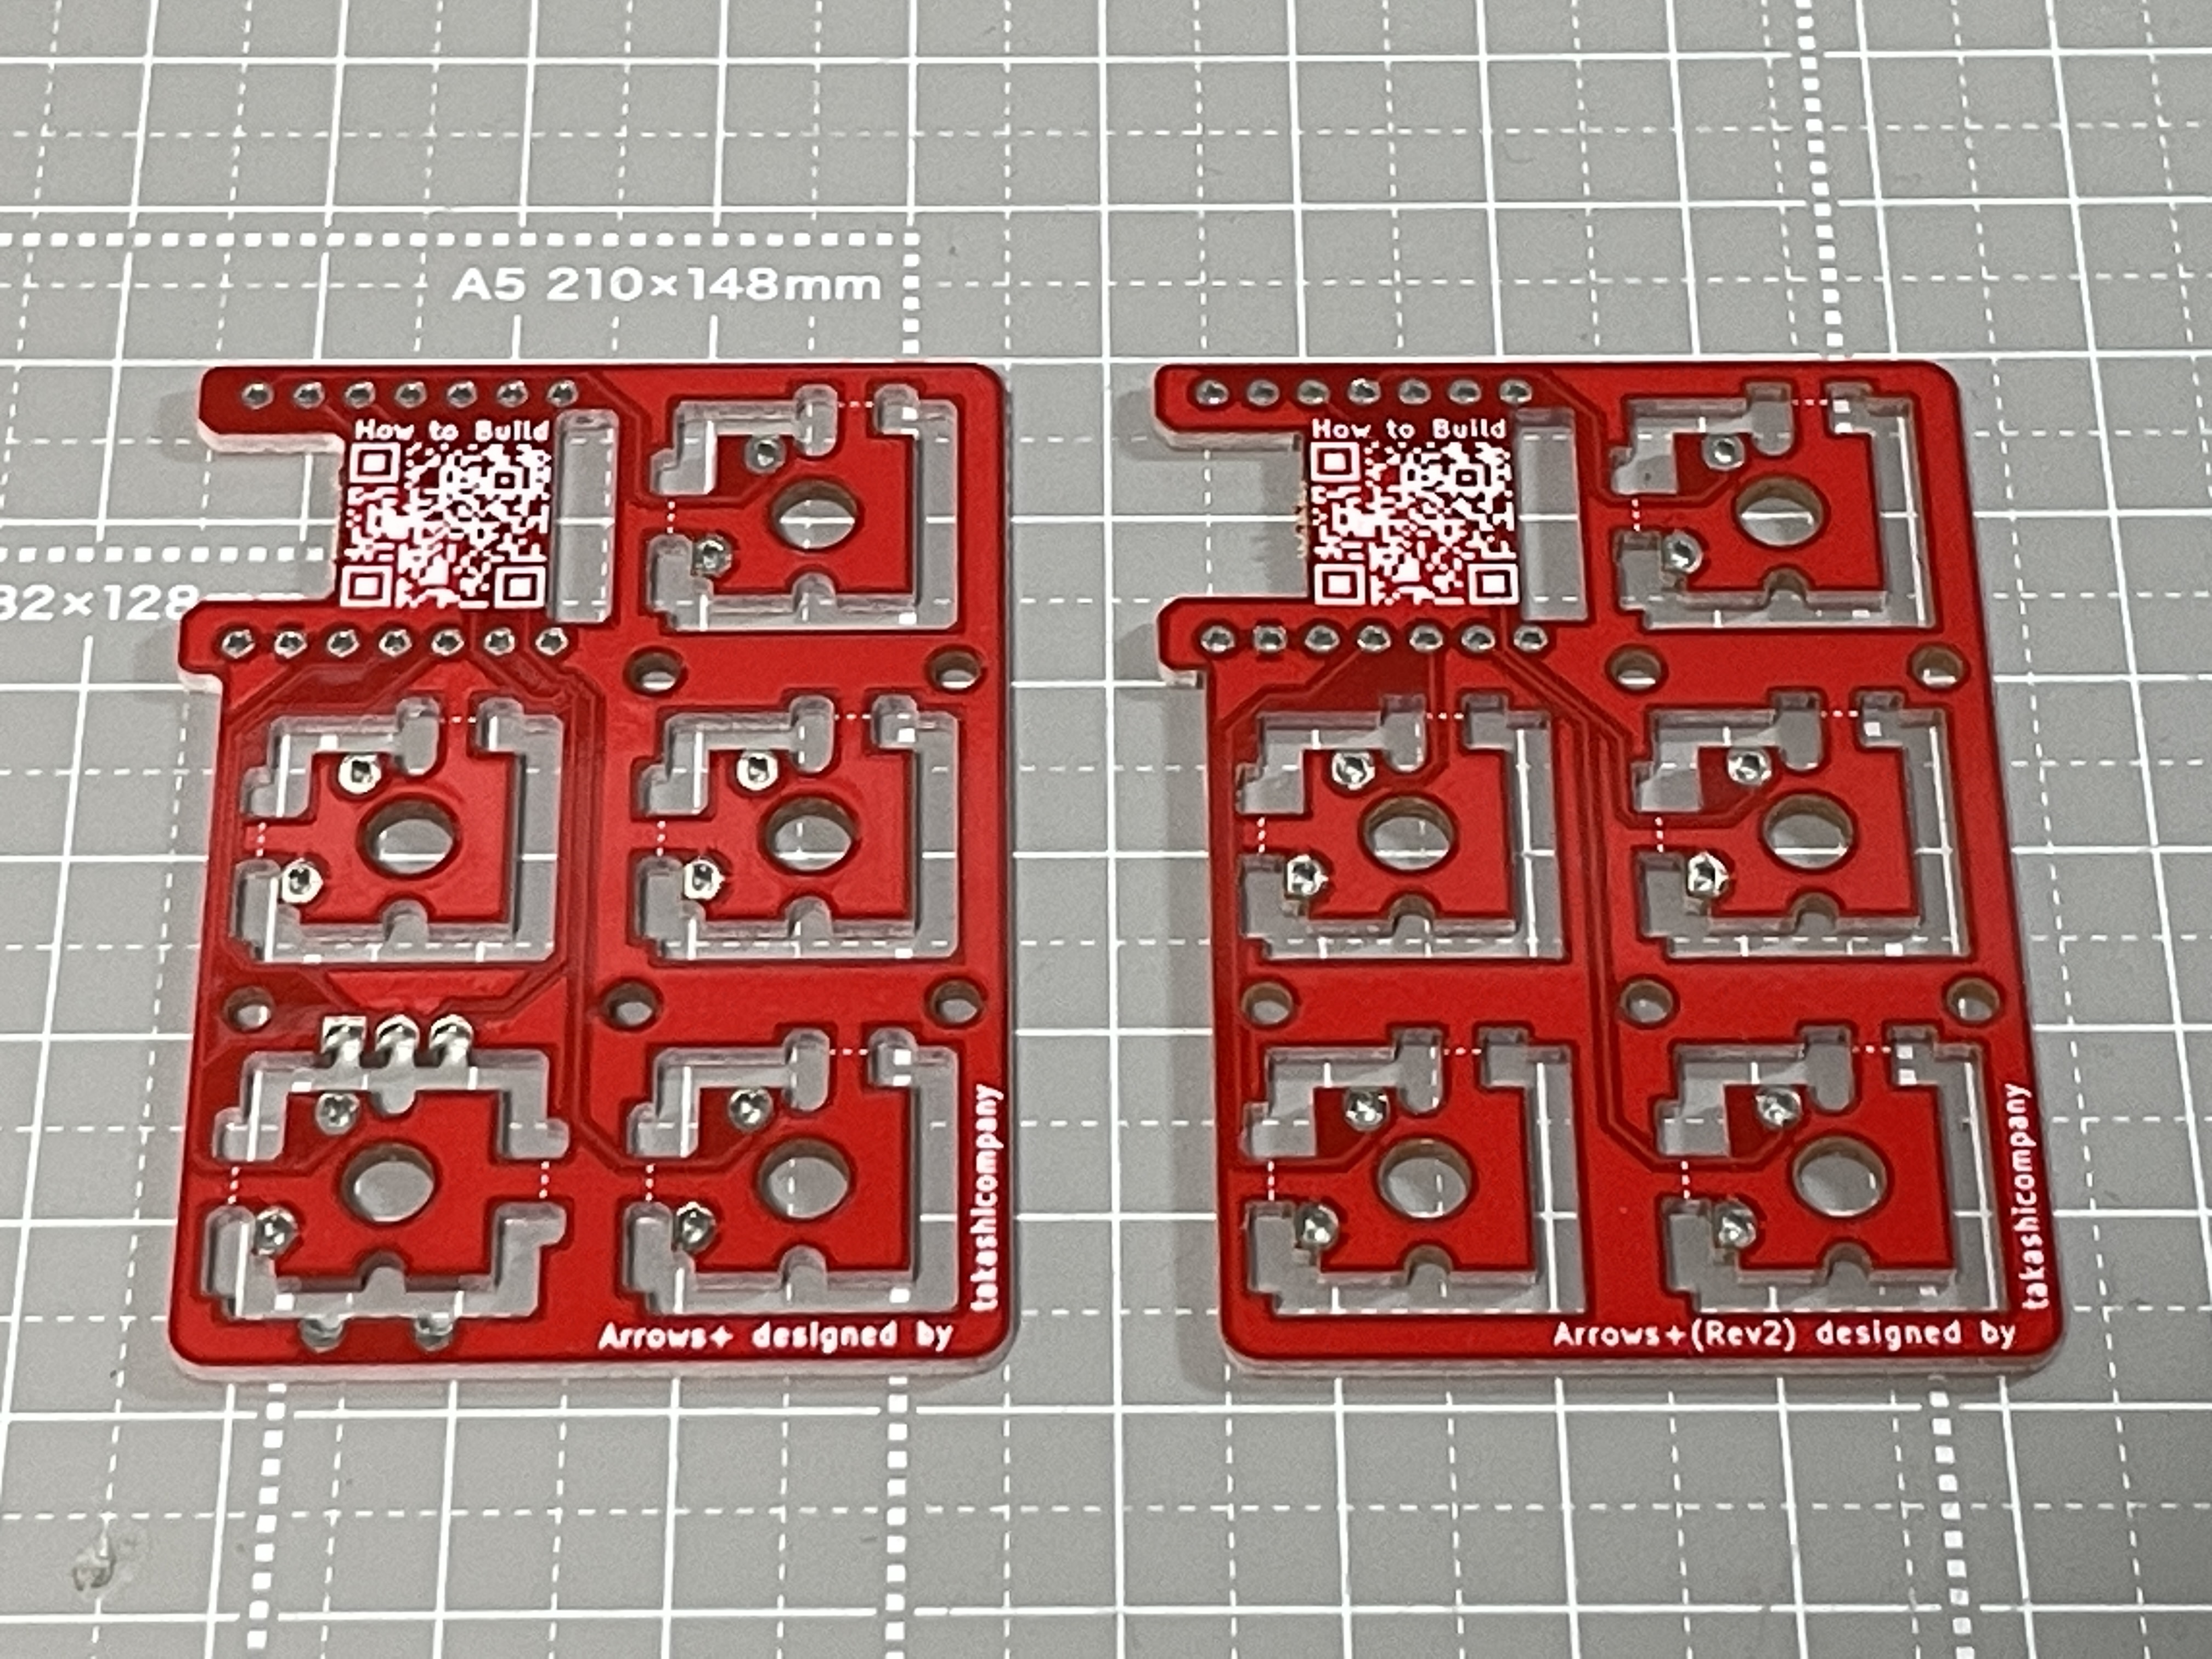 A5 210×148mm
32×128mm
How to Build
Arrows+ designed by
takashicompany
How to Build
Arrows+(Rev2) designed by
takashicompany